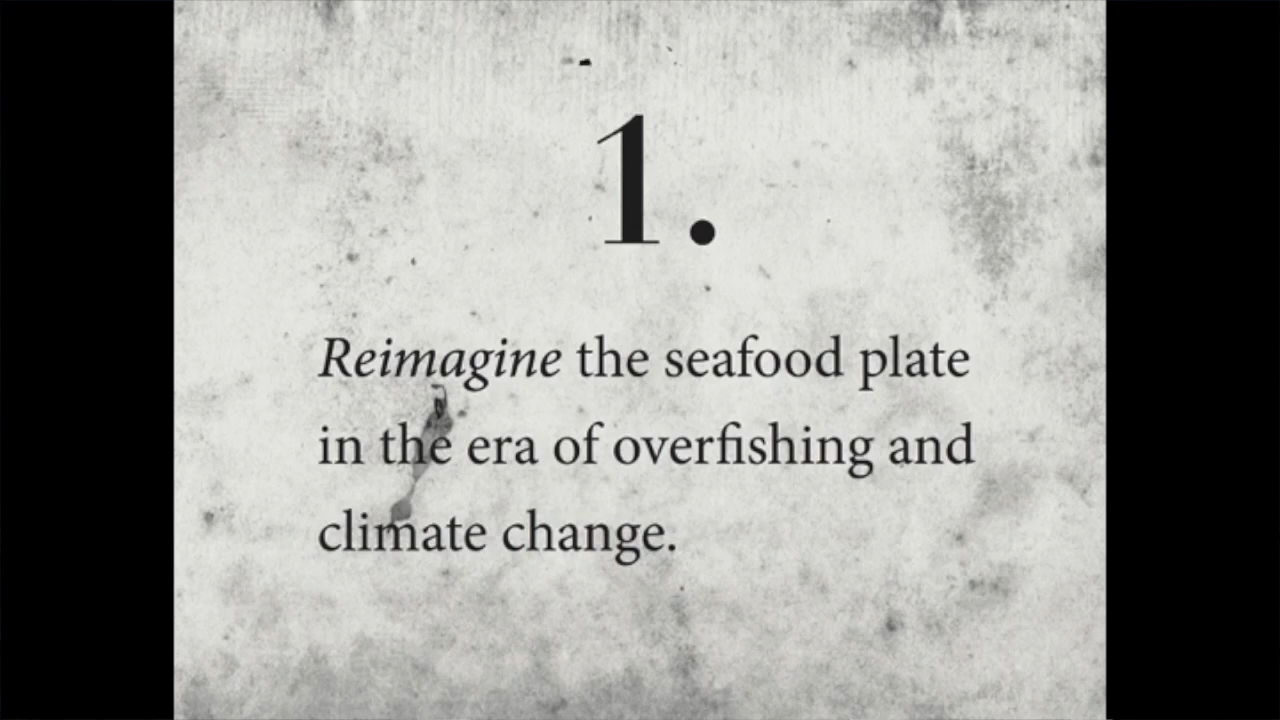 1.
Reimagine the seafood plate
in the era of overfishing and
climate change.